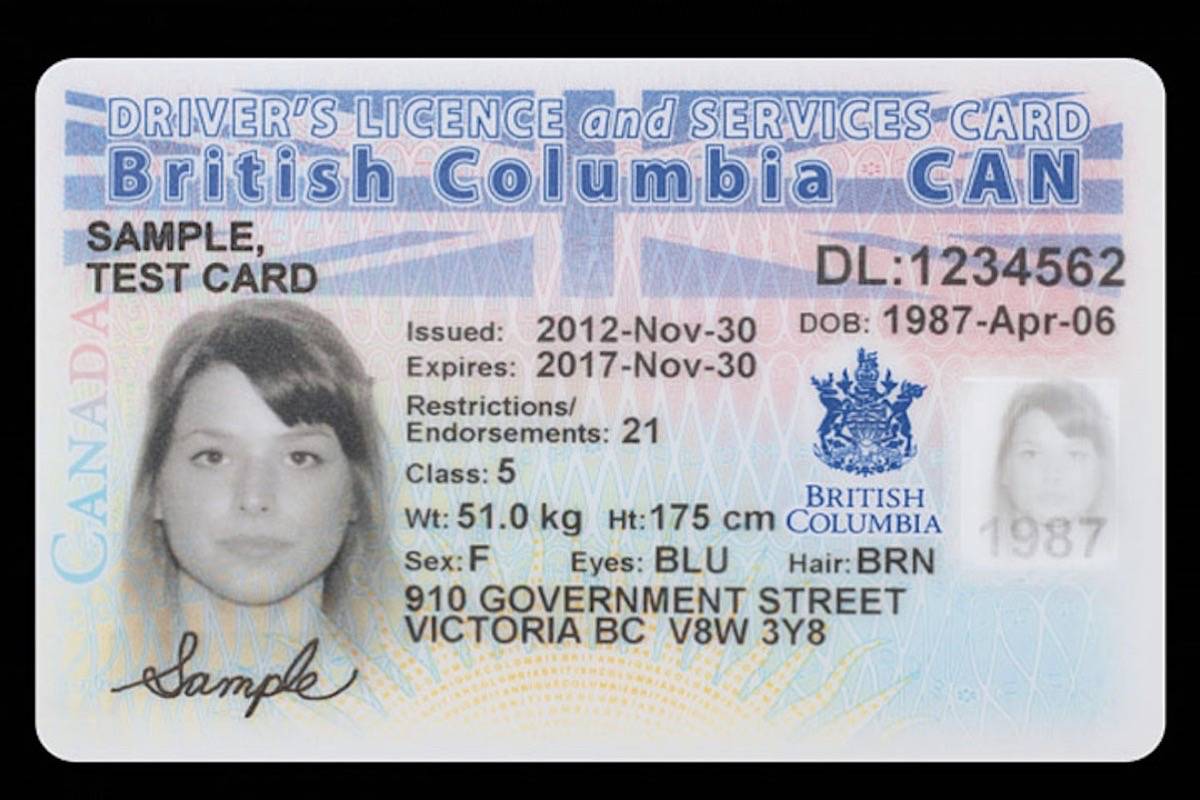 DRIVER'S LICENCE and SERVICES CARD
British Columbia CAN
SAMPLE,
TEST CARD
DL:1234562
Issued: 2012-Nov-30
DOB: 1987-Apr-06
Expires: 2017-Nov-30
Restrictions/
Endorsements: 21
Class: 5
Wt: 51.0 kg Ht: 175 cm
Sex: F Eyes: BLU Hair: BRN
910 GOVERNMENT STREET
VICTORIA BC V8W 3Y8
CANADA
BRITISH
COLUMBIA
1987
Sample